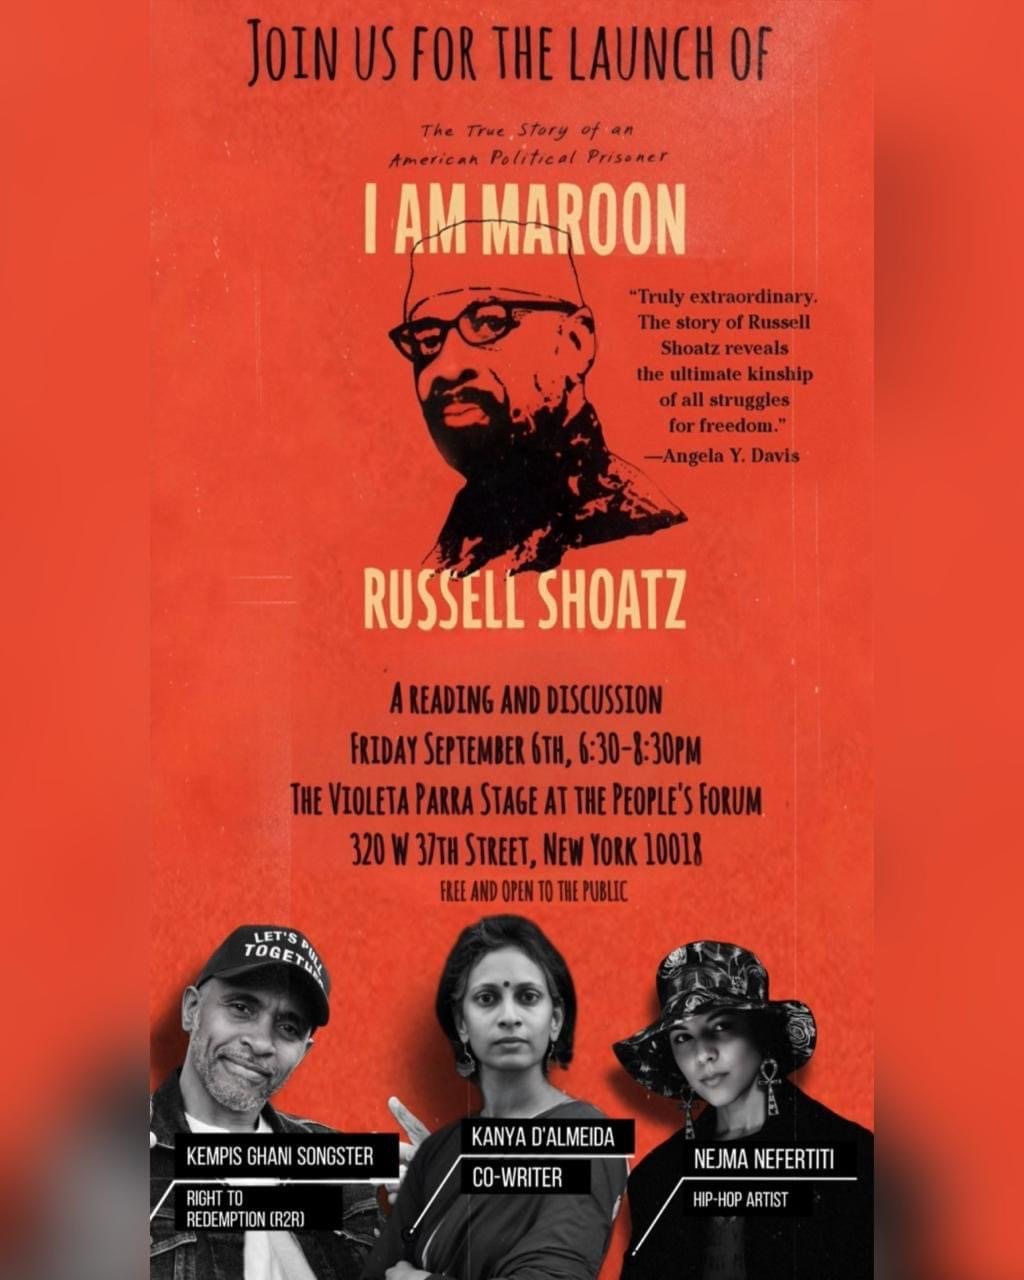 JOIN US FOR THE LAUNCH OF
The True Story of an
American Political Prisoner
I AM MAROON
"Truly extraordinary.
The story of Russell
Shoatz reveals
the ultimate kinship
of all struggles
for freedom."
—Angela Y. Davis
RUSSELL SHOATZ
A READING AND DISCUSSION
FRIDAY SEPTEMBER 6TH, 6:30-8:30PM
THE VIOLETA PARRA STAGE AT THE PEOPLE'S FORUM
320 W 37TH STREET, NEW YORK 10018
FREE AND OPEN TO THE PUBLIC
LET'S PULL
TOGETHER
KEMPIS GHANI SONGSTER
RIGHT TO
REDEMPTION (R2R)
KANYA D'ALMEIDA
CO-WRITER
NEJMA NEFERTITI
HIP-HOP ARTIST